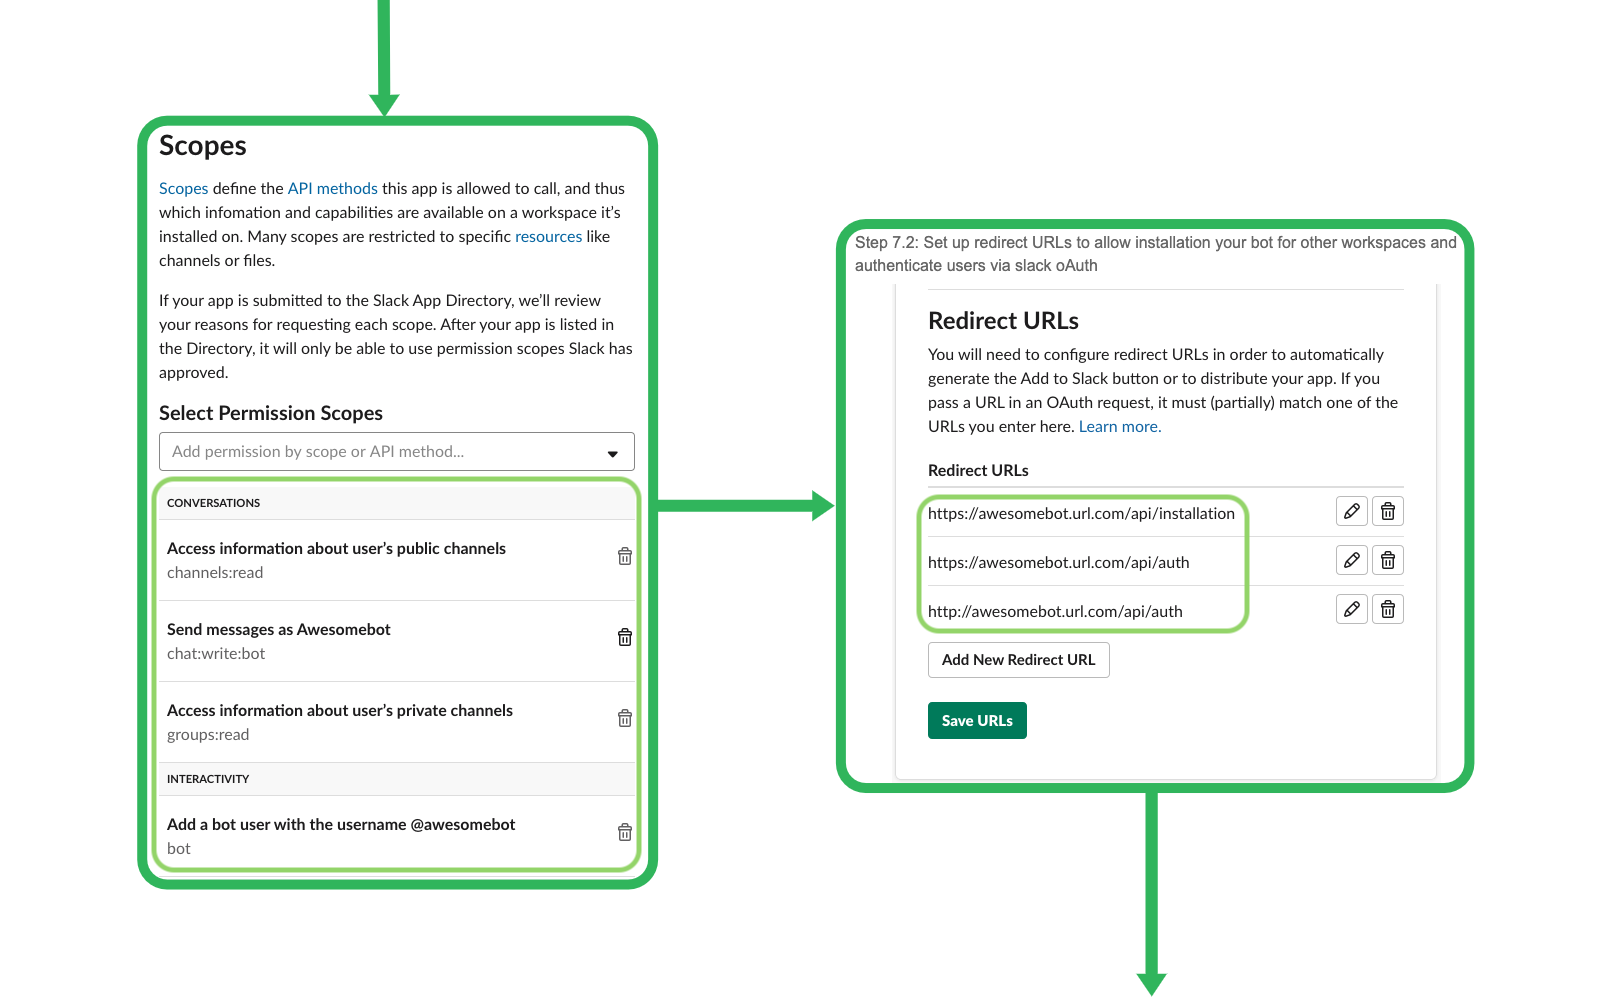 Scopes
Scopes define the API methods this app is allowed to call, and thus
which infomation and capabilities are available on a workspace it's
installed on. Many scopes are restricted to specific resources like
channels or files.
If your app is submitted to the Slack App Directory, we'll review
your reasons for requesting each scope. After your app is listed in
the Directory, it will only be able to use permission scopes Slack has
approved.
Select Permission Scopes
Add permission by scope or API method...
CONVERSATIONS
Access information about user's public channels
channels:read
Send messages as Awesomebot
chat:write:bot
Access information about user's private channels
groups:read
INTERACTIVITY
Add a bot user with the username @awesomebot
bot
Step 7.2: Set up redirect URLs to allow installation your bot for other workspaces and
authenticate users via slack oAuth
Redirect URLs
You will need to configure redirect URLs in order to automatically
generate the Add to Slack button or to distribute your app. If you
pass a URL in an OAuth request, it must (partially) match one of the
URLs you enter here. Learn more.
Redirect URLs
https://awesomebot.url.com/api/installation
https://awesomebot.url.com/api/auth
http://awesomebot.url.com/api/auth
Add New Redirect URL
Save URLs